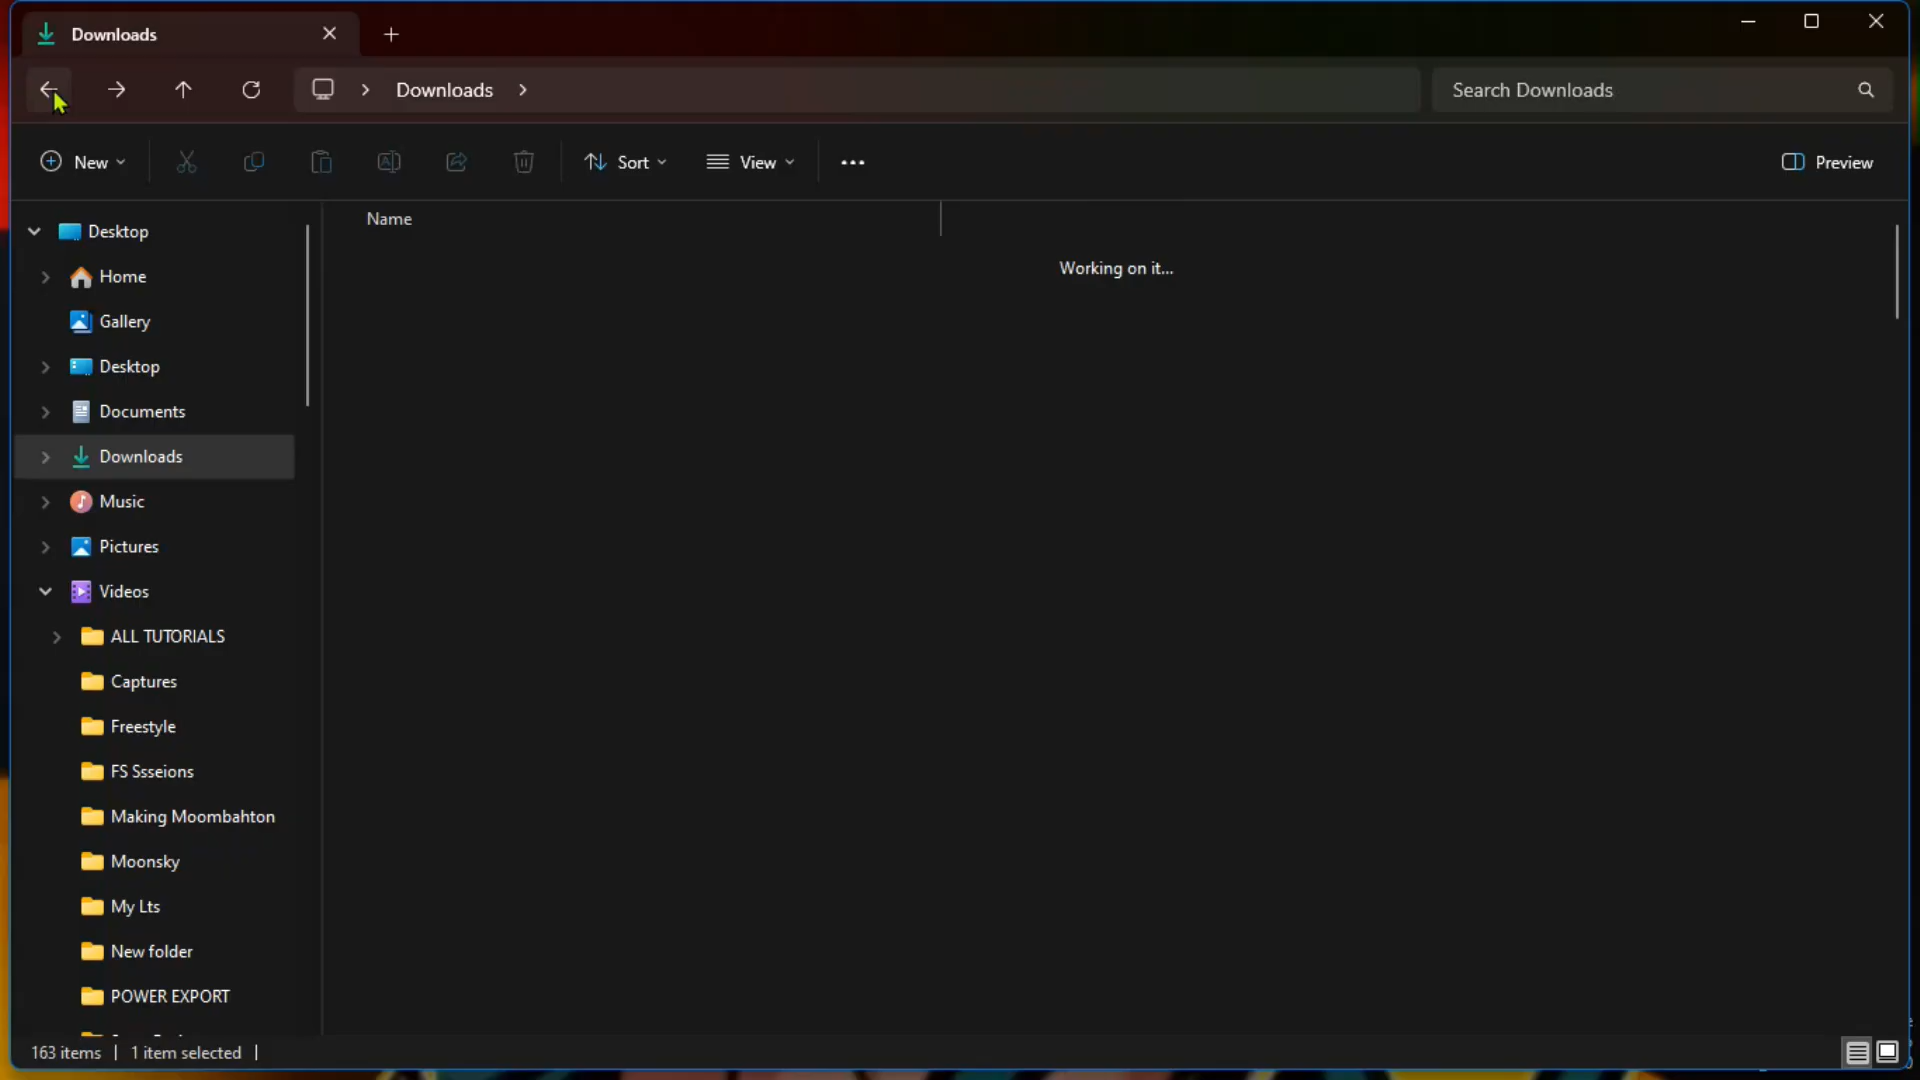 Downloads
Downloads
Search Downloads
New
Sort
View
Preview
Name
Working on it...
Desktop
Home
Gallery
Desktop
Documents
Downloads
Music
Pictures
Videos
ALL TUTORIALS
Captures
Freestyle
FS Ssseions
Making Moombahton
Moonsky
My Lts
New folder
POWER EXPORT
163 items
1 item selected